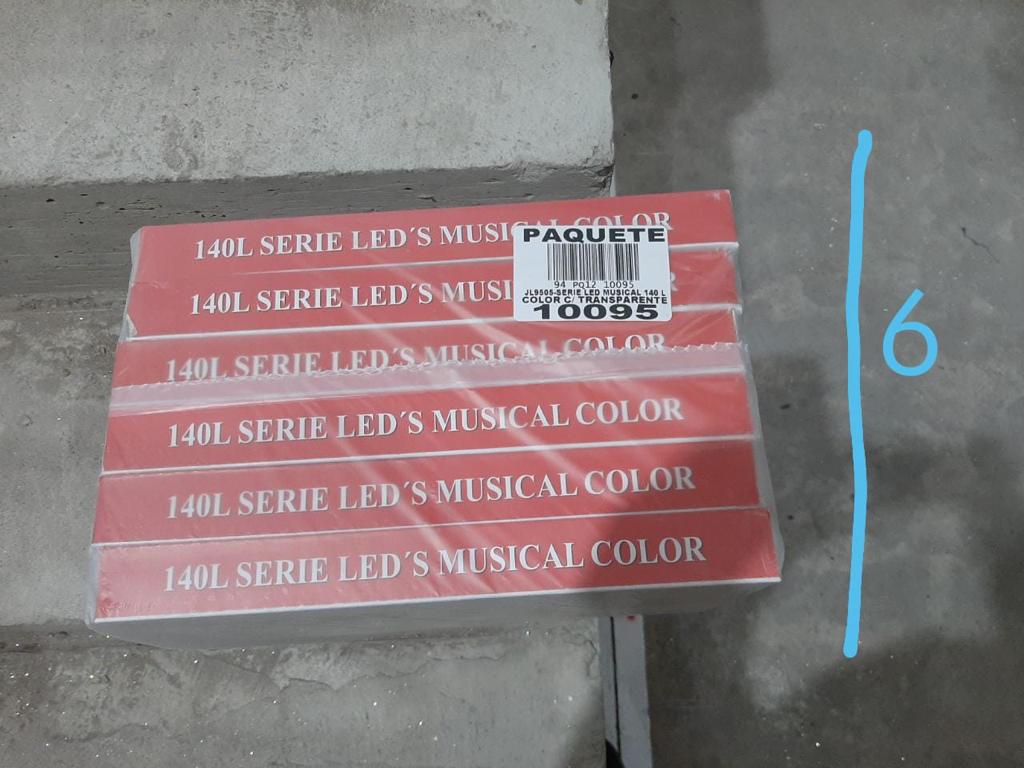 140L SERIE LED´S MUSICAL COLOR
PAQUETE
94 PQ12 10095
JL9505-SERIE LED MUSICAL 140 L
COLOR C/ TRANSPARENTE
10095
140L SERIE LED´S MUSI
140L SERIE LED´S MUSICAL COLOR
140L SERIE LED´S MUSICAL COLOR
140L SERIE LED´S MUSICAL COLOR
140L SERIE LED´S MUSICAL COLOR
6